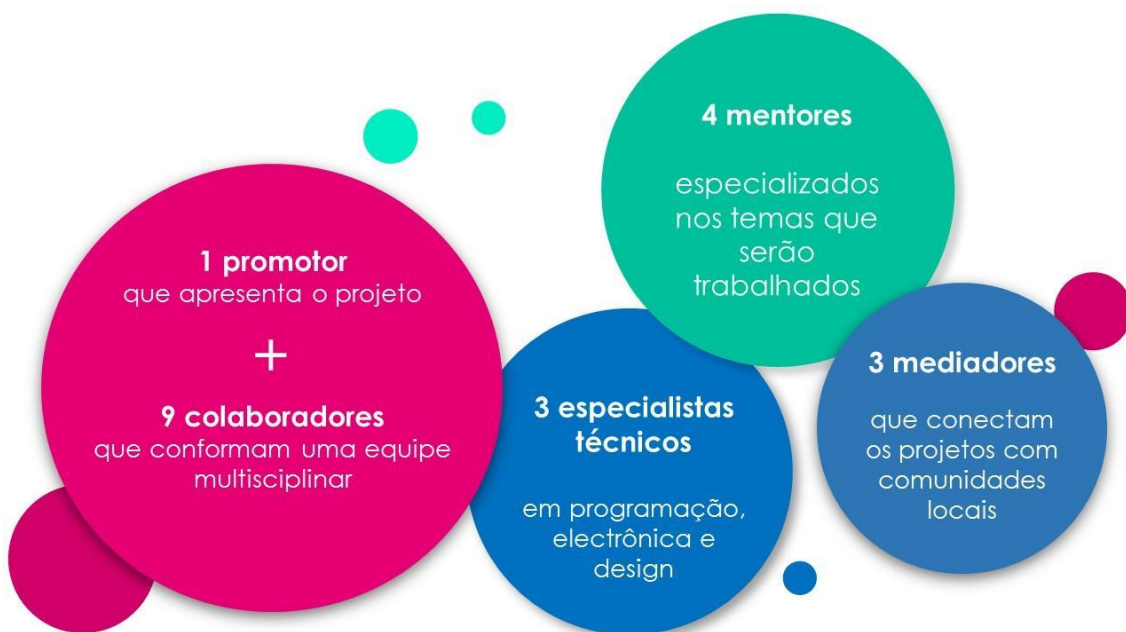 1 promotor
que apresenta o projeto
+
9 colaboradores
que conformam uma equipe
multisciplinar
3 especialistas
técnicos
em programação,
electrônica e
design
4 mentores
especializados
nos temas que
serão
trabalhados
3 mediadores
que conectam
os projetos com
comunidades
locais